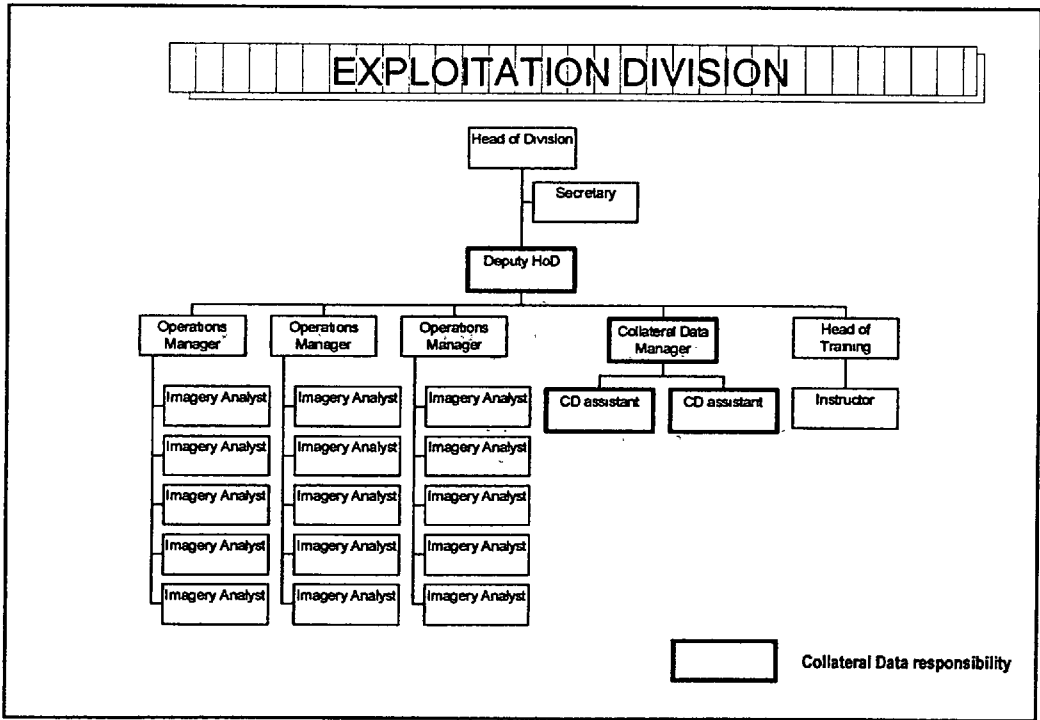 EXPLOITATION DIVISION
Head of Division
Secretary
Deputy HoD
Operations
Manager
Operations
Manager
Operations
Manager
Collateral Data
Manager
Head of
Training
Imagery Analyst
Imagery Analyst
Imagery Analyst
CD assistant
CD assistant
Instructor
Imagery Analyst
Imagery Analyst
Imagery Analyst
Imagery Analyst
Imagery Analyst
Imagery Analyst
Imagery Analyst
Imagery Analyst
Imagery Analyst
Imagery Analyst
Imagery Analyst
Imagery Analyst
Collateral Data responsibility